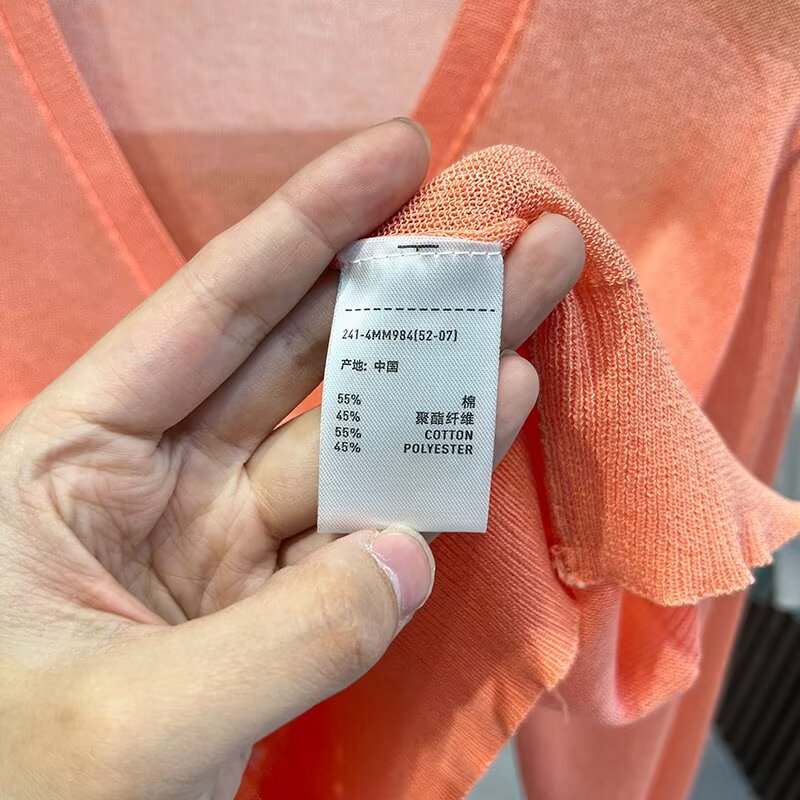 241-4MM984(52-07)
产地: 中国
55% 棉
45% 聚酯纤维
55% COTTON
45% POLYESTER